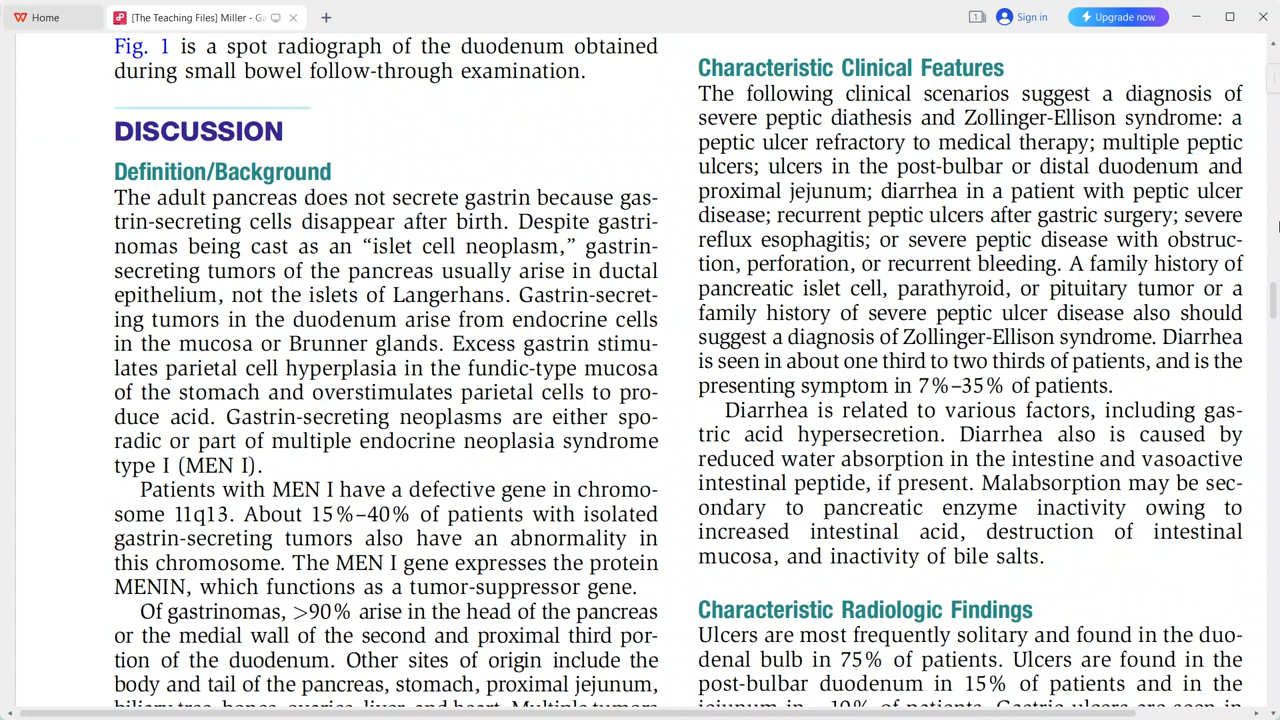 Home
[The Teaching Files] Miller - Ga
1
Sign in
Upgrade now
Fig. 1 is a spot radiograph of the duodenum obtained
during small bowel follow-through examination.
DISCUSSION
Definition/Background
The adult pancreas does not secrete gastrin because gas-
trin-secreting cells disappear after birth. Despite gastri-
nomas being cast as an “islet cell neoplasm,” gastrin-
secreting tumors of the pancreas usually arise in ductal
epithelium, not the islets of Langerhans. Gastrin-secret-
ing tumors in the duodenum arise from endocrine cells
in the mucosa or Brunner glands. Excess gastrin stimu-
lates parietal cell hyperplasia in the fundic-type mucosa
of the stomach and overstimulates parietal cells to pro-
duce acid. Gastrin-secreting neoplasms are either spo-
radic or part of multiple endocrine neoplasia syndrome
type I (MEN I).
Patients with MEN I have a defective gene in chromo-
some 11q13. About 15%–40% of patients with isolated
gastrin-secreting tumors also have an abnormality in
this chromosome. The MEN I gene expresses the protein
MENIN, which functions as a tumor-suppressor gene.
Of gastrinomas, >90% arise in the head of the pancreas
or the medial wall of the second and proximal third por-
tion of the duodenum. Other sites of origin include the
body and tail of the pancreas, stomach, proximal jejunum,
biliary tree, bones, ovaries, liver, and heart. Multiple tumors
Characteristic Clinical Features
The following clinical scenarios suggest a diagnosis of
severe peptic diathesis and Zollinger-Ellison syndrome: a
peptic ulcer refractory to medical therapy; multiple peptic
ulcers; ulcers in the post-bulbar or distal duodenum and
proximal jejunum; diarrhea in a patient with peptic ulcer
disease; recurrent peptic ulcers after gastric surgery; severe
reflux esophagitis; or severe peptic disease with obstruc-
tion, perforation, or recurrent bleeding. A family history of
pancreatic islet cell, parathyroid, or pituitary tumor or a
family history of severe peptic ulcer disease also should
suggest a diagnosis of Zollinger-Ellison syndrome. Diarrhea
is seen in about one third to two thirds of patients, and is the
presenting symptom in 7%–35% of patients.
Diarrhea is related to various factors, including gas-
tric acid hypersecretion. Diarrhea also is caused by
reduced water absorption in the intestine and vasoactive
intestinal peptide, if present. Malabsorption may be sec-
ondary to pancreatic enzyme inactivity owing to
increased intestinal acid, destruction of intestinal
mucosa, and inactivity of bile salts.
Characteristic Radiologic Findings
Ulcers are most frequently solitary and found in the duo-
denal bulb in 75% of patients. Ulcers are found in the
post-bulbar duodenum in 15% of patients and in the
jejunum in 10% of patients. Gastric ulcers are seen in